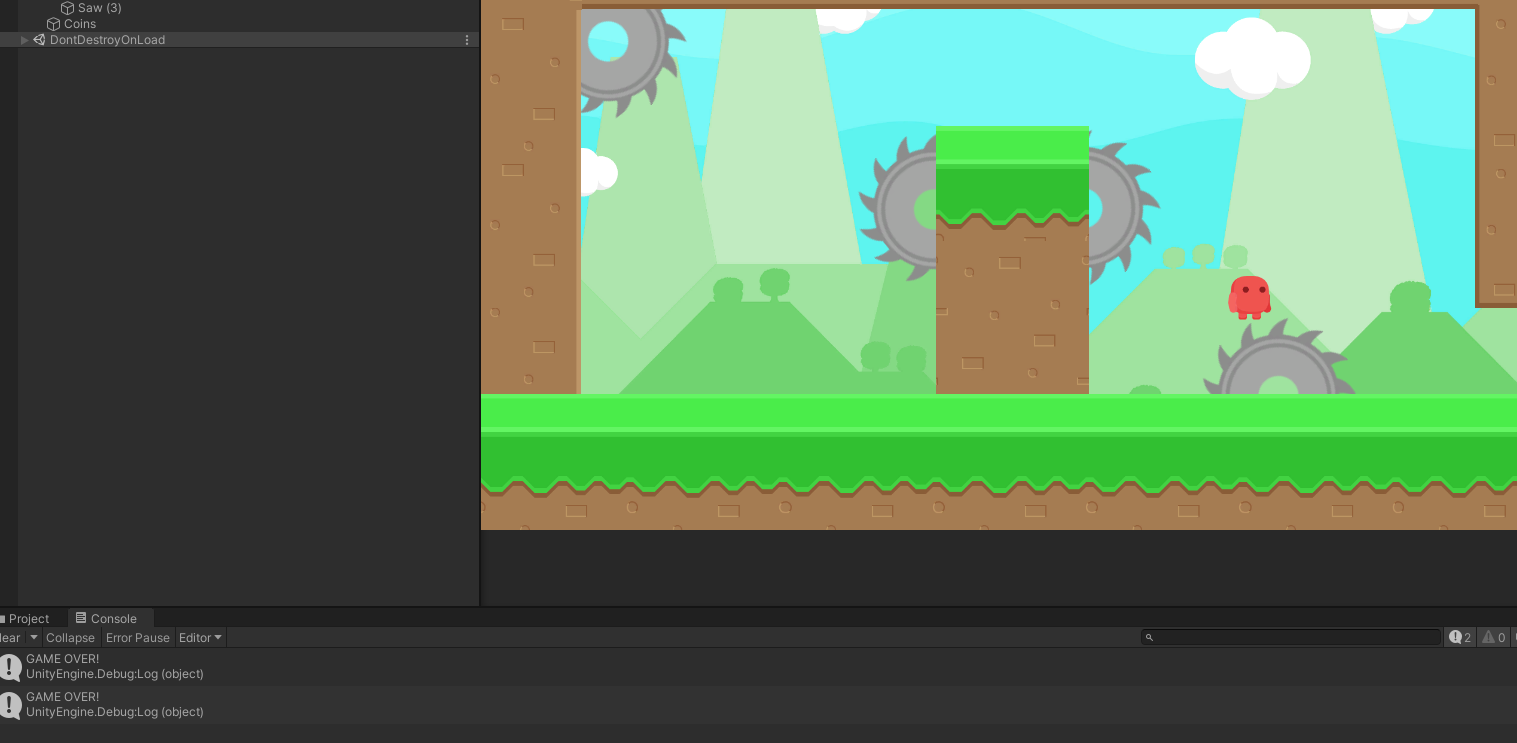 Saw (3)
Coins
DontDestroyOnLoad
Project
Console
lear
Collapse
Error Pause
Editor
2
0
GAME OVER!
UnityEngine.Debug:Log (object)
GAME OVER!
UnityEngine.Debug:Log (object)